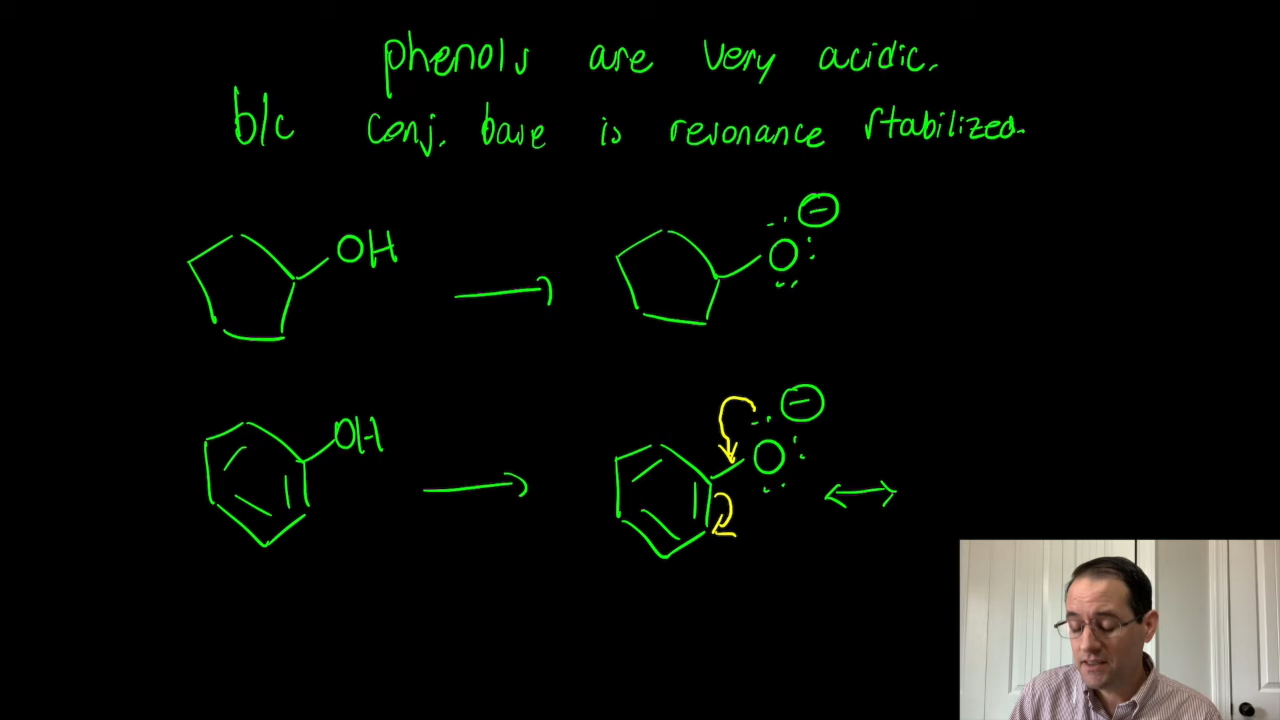 phenols are very acidic.
b/c conj. base is resonance stabilized.
OH
O
OH
O